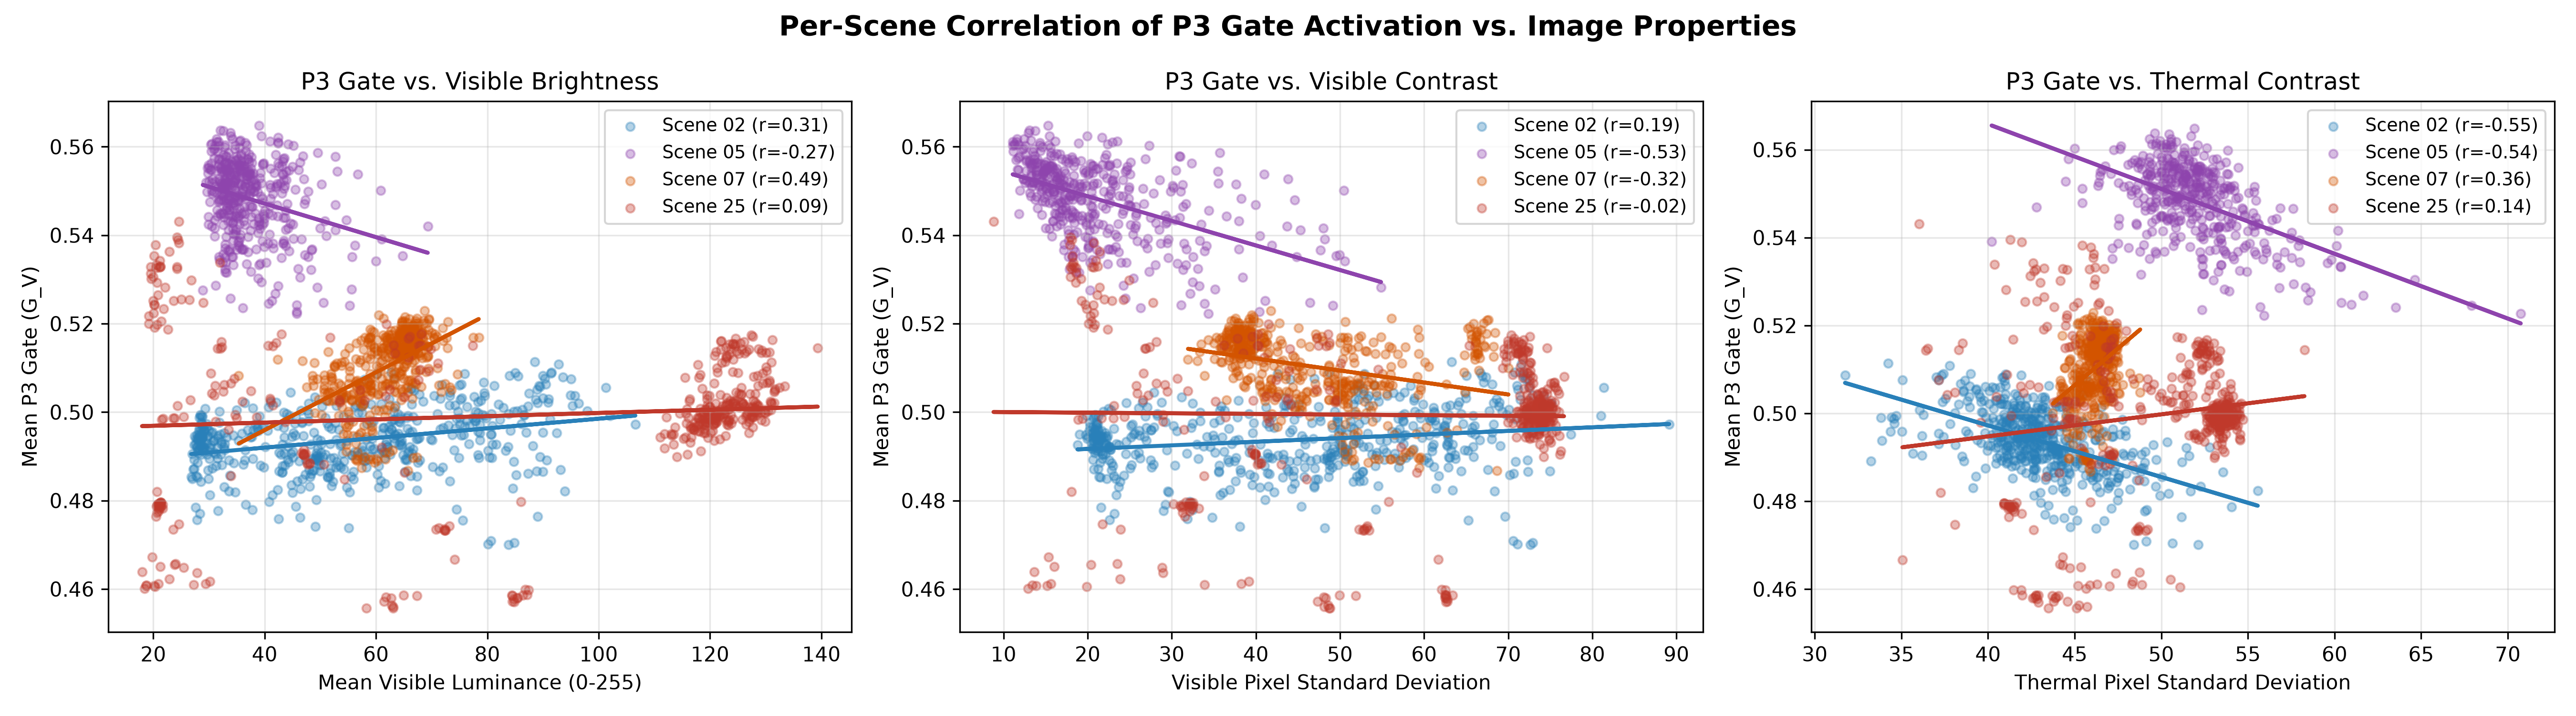 Per-Scene Correlation of P3 Gate Activation vs. Image Properties
P3 Gate vs. Visible Brightness
Mean P3 Gate (G_V)
0.56
0.54
0.52
0.50
0.48
0.46
Scene 02 (r=0.31)
Scene 05 (r=-0.27)
Scene 07 (r=0.49)
Scene 25 (r=0.09)
20 40 60 80 100 120 140
Mean Visible Luminance (0-255)
P3 Gate vs. Visible Contrast
Mean P3 Gate (G_V)
0.56
0.54
0.52
0.50
0.48
0.46
Scene 02 (r=0.19)
Scene 05 (r=-0.53)
Scene 07 (r=-0.32)
Scene 25 (r=-0.02)
10 20 30 40 50 60 70 80 90
Visible Pixel Standard Deviation
P3 Gate vs. Thermal Contrast
Mean P3 Gate (G_V)
0.56
0.54
0.52
0.50
0.48
0.46
Scene 02 (r=-0.55)
Scene 05 (r=-0.54)
Scene 07 (r=0.36)
Scene 25 (r=0.14)
30 35 40 45 50 55 60 65 70
Thermal Pixel Standard Deviation